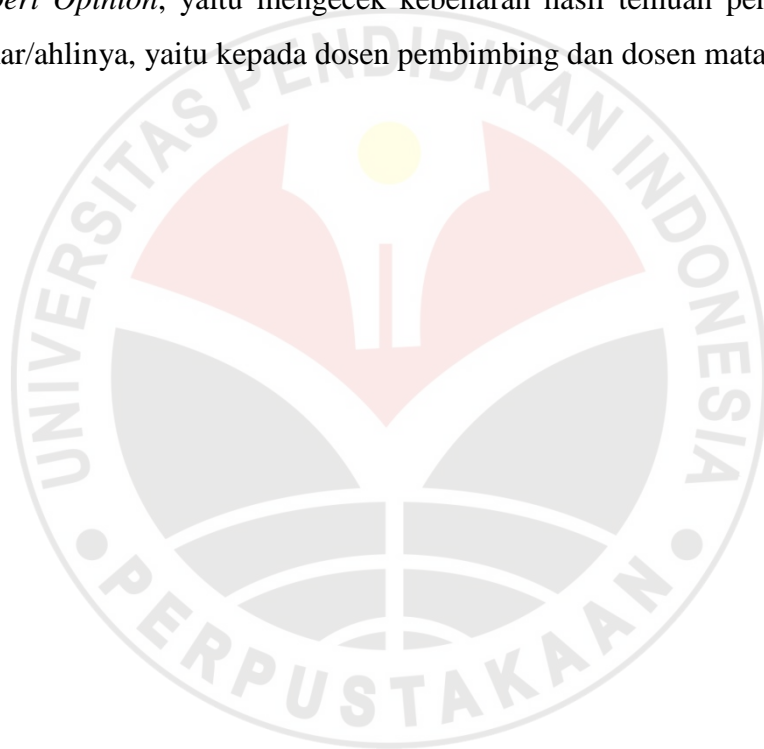 Opinion, yaitu mengecek kebenaran hasil temuan
ar/ahlinya, yaitu kepada dosen pembimbing dan dosen mata
UNIVERSITAS PENDIDIKAN INDONESIA
PERPUSTAKAAN